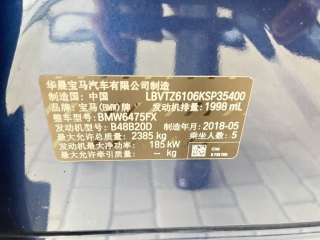 华晨宝马汽车有限公司制造
制造国：中国 LBVTZ6106KSP35400
品牌：宝马(BMW)牌 发动机排量：1998 mL
整车型号：BMW6475FX
发动机型号：B48B20D 制造年月：2018-05
最大允许总质量：2385 kg 乘坐人数：5
发动机最大净功率：185 kW
最大允许牵引质量：-- kg